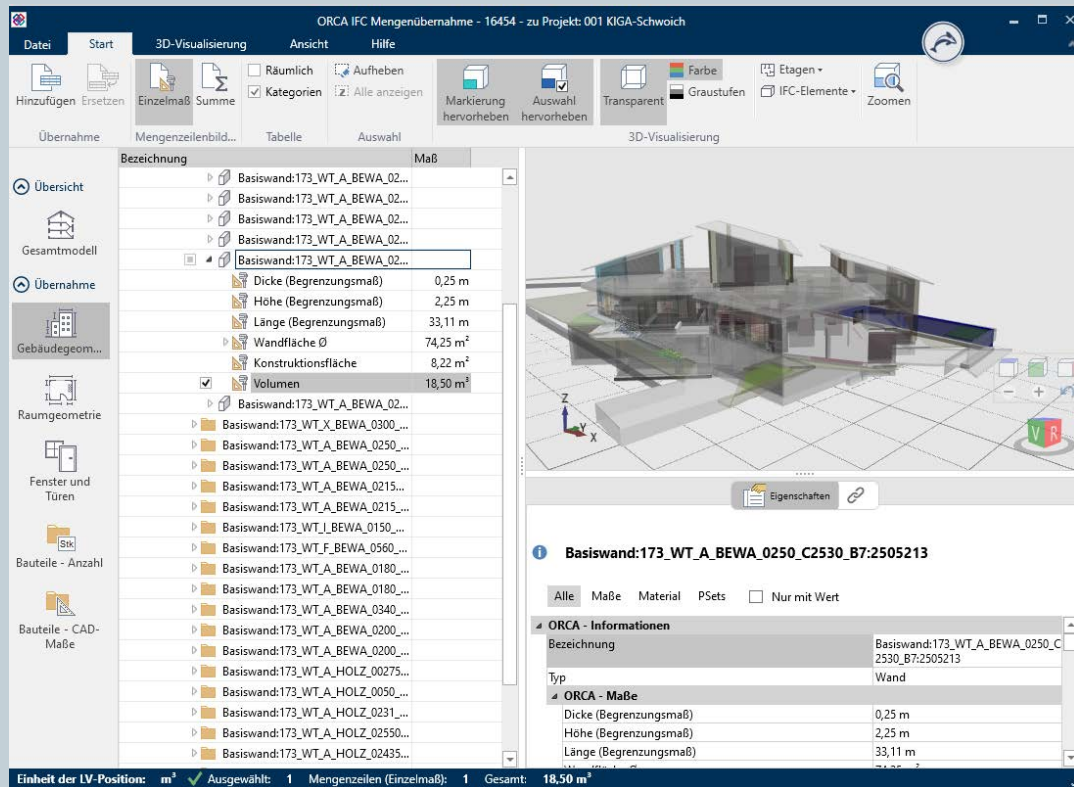 ORCA IFC Mengenübernahme - 16454 - zu Projekt: 001 KIGA-Schwoich
Datei Start 3D-Visualisierung Ansicht Hilfe
Hinzufügen Ersetzen
Übernahme
Einzelmaß Summe
Mengenzeilenbild...
Räumlich
Kategorien
Tabelle
Aufheben
Alle anzeigen
Auswahl
Markierung
hervorheben
Auswahl
hervorheben
Transparent
Farbe
Graustufen
Etagen
IFC-Elemente
Zoomen
3D-Visualisierung
Übersicht
Gesamtmodell
Übernahme
Gebäudegeom...
Raumgeometrie
Fenster und
Türen
Stk
Bauteile - Anzahl
Bauteile - CAD-
Maße
Bezeichnung Maß
Basiswand:173_WT_A_BEWA_02...
Basiswand:173_WT_A_BEWA_02...
Basiswand:173_WT_A_BEWA_02...
Basiswand:173_WT_A_BEWA_02...
Basiswand:173_WT_A_BEWA_02...
Dicke (Begrenzungsmaß) 0,25 m
Höhe (Begrenzungsmaß) 2,25 m
Länge (Begrenzungsmaß) 33,11 m
Wandfläche Ø 74,25 m²
Konstruktionsfläche 8,22 m²
Volumen 18,50 m³
Basiswand:173_WT_A_BEWA_02...
Basiswand:173_WT_X_BEWA_0300_...
Basiswand:173_WT_A_BEWA_0250_...
Basiswand:173_WT_A_BEWA_0250_...
Basiswand:173_WT_A_BEWA_0215...
Basiswand:173_WT_A_BEWA_0215_...
Basiswand:173_WT_I_BEWA_0150_...
Basiswand:173_WT_F_BEWA_0560_...
Basiswand:173_WT_A_BEWA_0180_...
Basiswand:173_WT_A_BEWA_0180_...
Basiswand:173_WT_A_BEWA_0340_...
Basiswand:173_WT_A_BEWA_0200_...
Basiswand:173_WT_A_BEWA_0200_...
Basiswand:173_WT_A_HOLZ_00275...
Basiswand:173_WT_A_HOLZ_0050_...
Basiswand:173_WT_A_HOLZ_0231_...
Basiswand:173_WT_A_HOLZ_02550...
Basiswand:173_WT_A_HOLZ_02435...
Z
Y
X
V R
Eigenschaften
Basiswand:173_WT_A_BEWA_0250_C2530_B7:2505213
Alle Maße Material PSets Nur mit Wert
ORCA - Informationen
Bezeichnung Basiswand:173_WT_A_BEWA_0250_C
2530_B7:2505213
Typ Wand
ORCA - Maße
Dicke (Begrenzungsmaß) 0,25 m
Höhe (Begrenzungsmaß) 2,25 m
Länge (Begrenzungsmaß) 33,11 m
Einheit der LV-Position: m³ Ausgewählt: 1 Mengenzeilen (Einzelmaß): 1 Gesamt: 18,50 m³